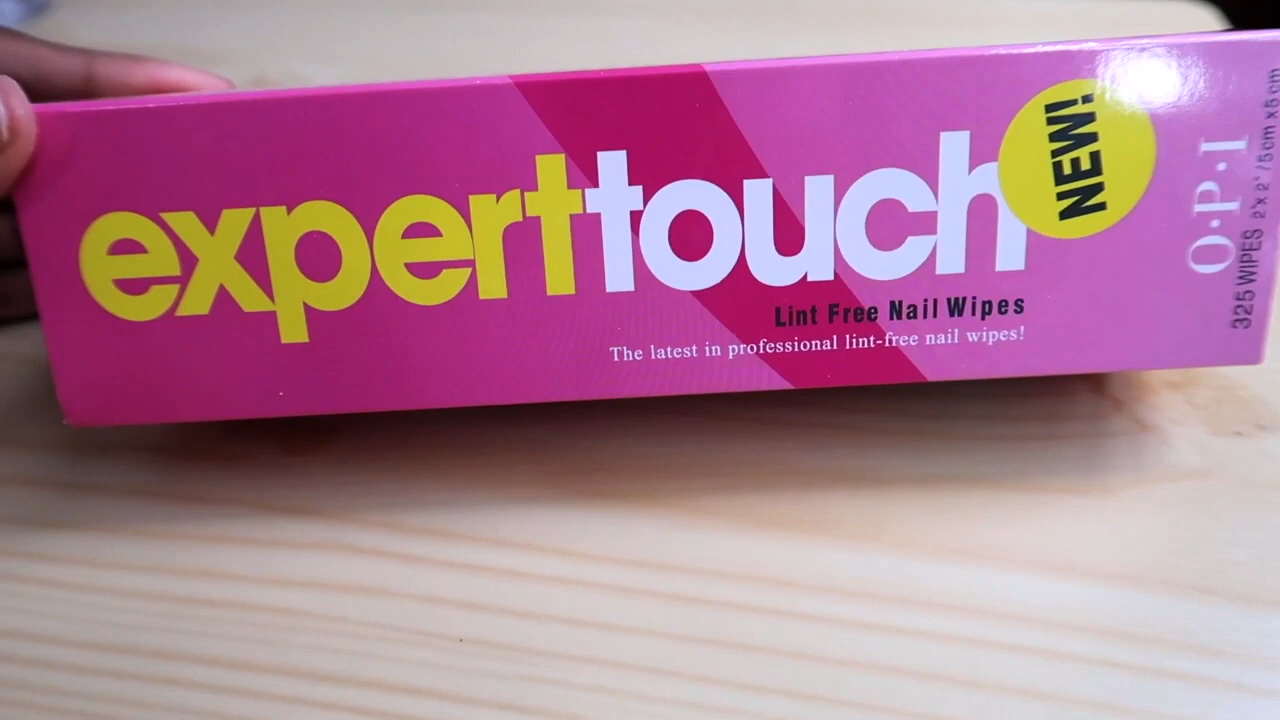 experttouch
NEW!
Lint Free Nail Wipes
The latest in professional lint-free nail wipes!
O·P·I
325 WIPES 2"x 2" / 5cm x 5cm